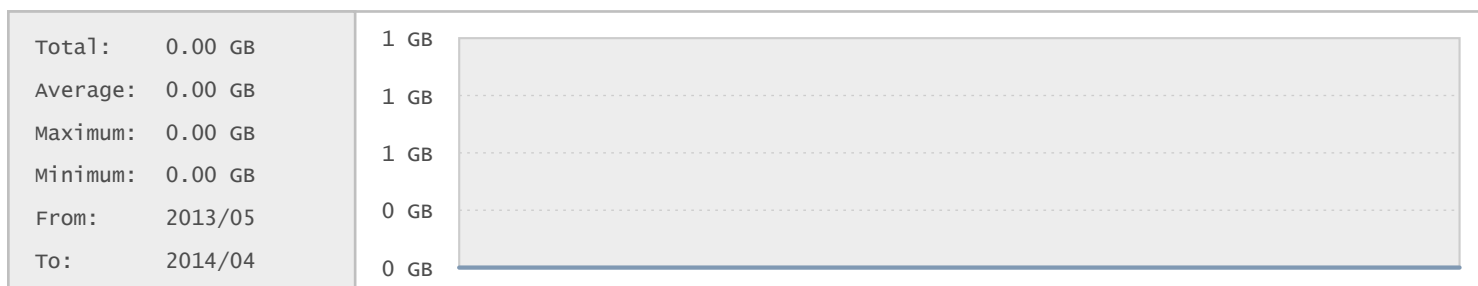 Total: 0.00 GB
Average: 0.00 GB
Maximum: 0.00 GB
Minimum: 0.00 GB
From: 2013/05
To: 2014/04
1 GB
1 GB
1 GB
0 GB
0 GB